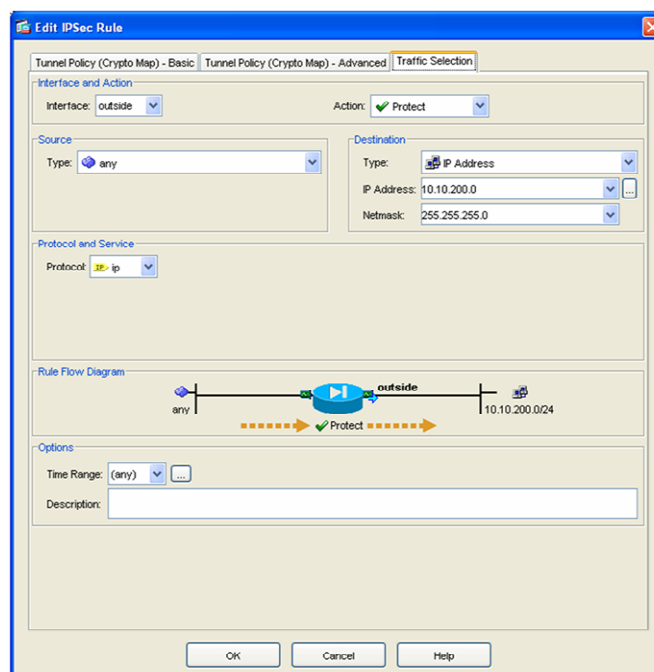 Edit IPSec Rule
Tunnel Policy (Crypto Map) - Basic Tunnel Policy (Crypto Map) - Advanced Traffic Selection
Interface and Action
Interface: outside Action: Protect
Source Destination
Type: any Type: IP Address
IP Address: 10.10.200.0 ...
Netmask: 255.255.255.0
Protocol and Service
Protocol: IP ip
Rule Flow Diagram
outside
any 10.10.200.0/24
Protect
Options
Time Range: (any) ...
Description:
OK Cancel Help